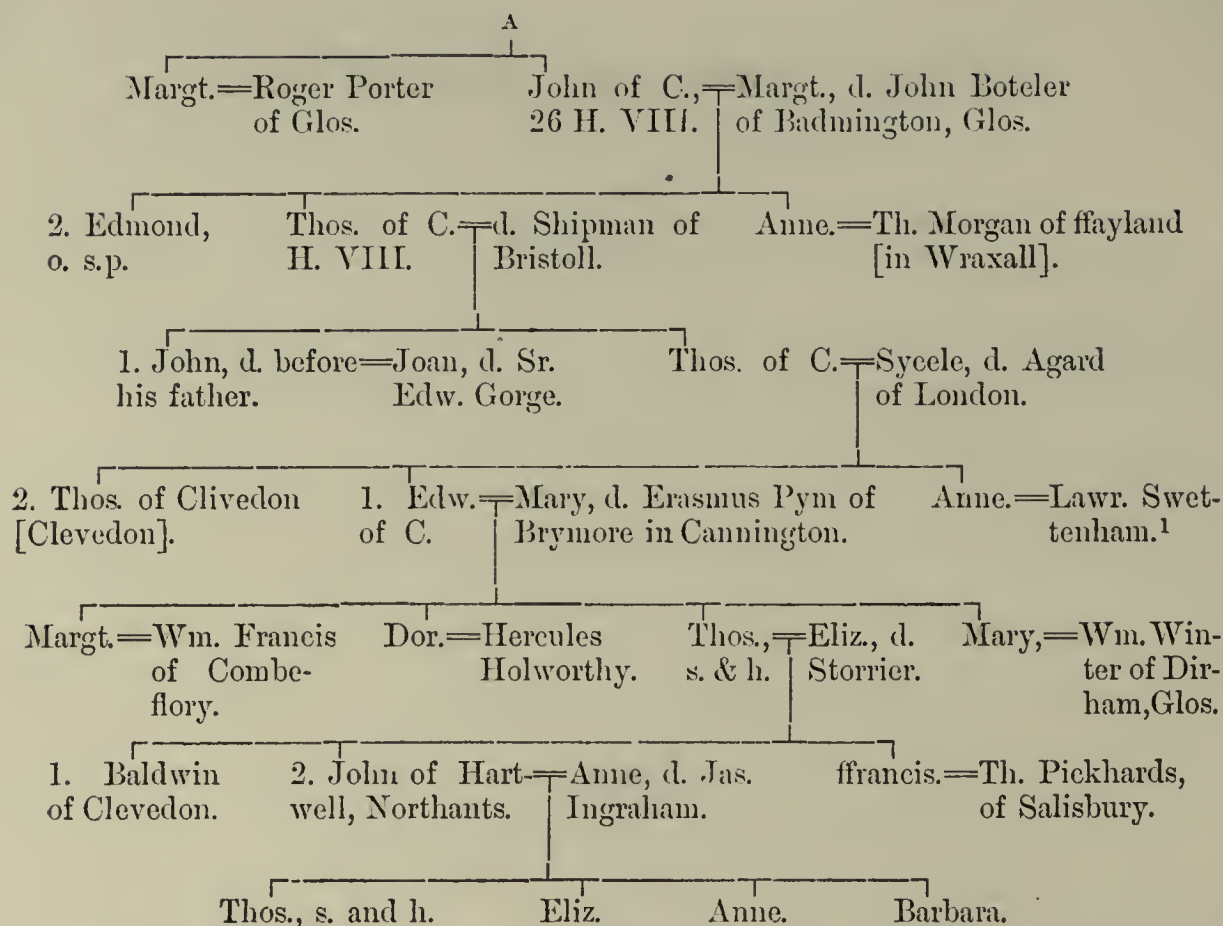 A
Margt.=Roger Porter John of C.,=Margt., d. John Boteler
of Glos. 26 H. VIII. of Badmington, Glos.
2. Edmond, Thos. of C.=d. Shipman of Anne.=Th. Morgan of ffayland
o. s.p. H. VIII. Bristoll. [in Wraxall].
1. John, d. before=Joan, d. Sr. Thos. of C.=Sycele, d. Agard
his father. Edw. Gorge. of London.
2. Thos. of Clivedon 1. Edw.=Mary, d. Erasmus Pym of Anne.=Lawr. Swet-
[Clevedon]. of C. Brymore in Cannington. tenham.¹
Margt.=Wm. Francis Dor.=Hercules Thos.,=Eliz., d. Mary,=Wm. Win-
of Combe- Holworthy. s. & h. Storrier. ter of Dir-
flory. ham, Glos.
1. Baldwin 2. John of Hart-=Anne, d. Jas. ffrancis.=Th. Pickhards,
of Clevedon. well, Northants. Ingraham. of Salisbury.
Thos., s. and h. Eliz. Anne. Barbara.